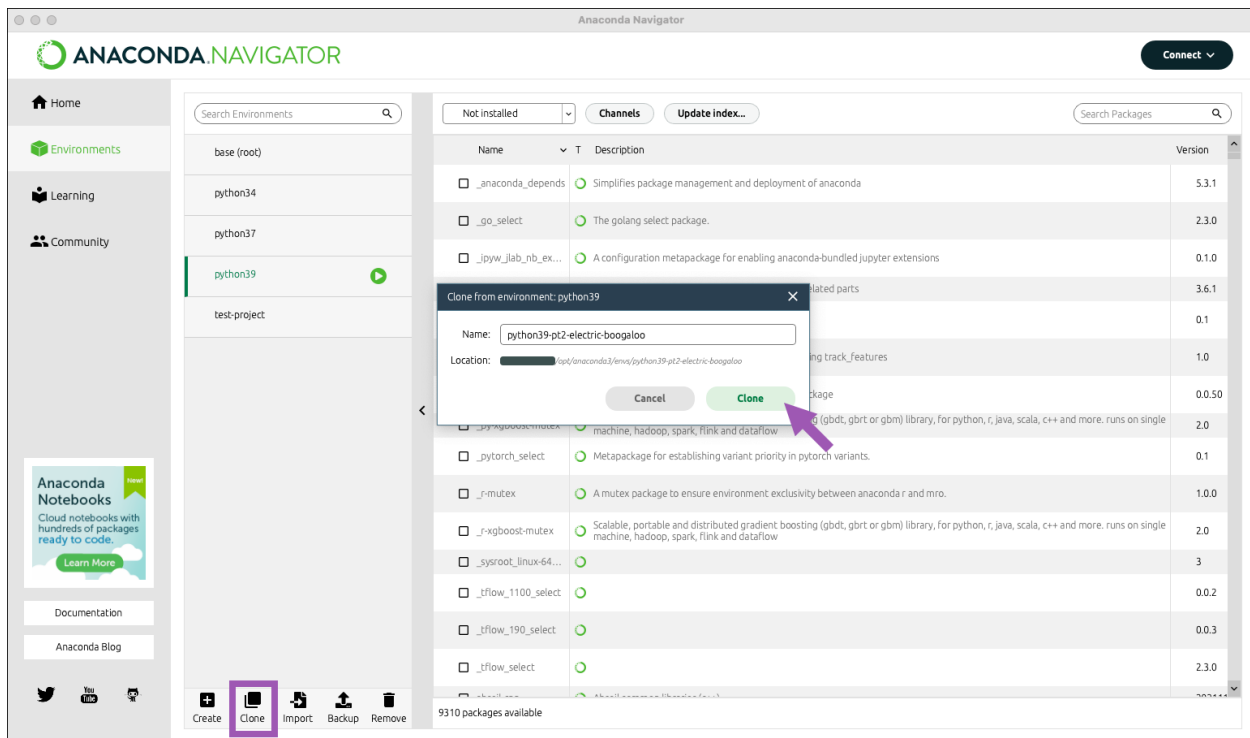 Anaconda Navigator
ANACONDA.NAVIGATOR
Connect
Home
Environments
Learning
Community
Anaconda Notebooks
New!
Cloud notebooks with
hundreds of packages
ready to code.
Learn More
Documentation
Anaconda Blog
You
Tube
Search Environments
base (root)
python34
python37
python39
test-project
Create
Clone
Import
Backup
Remove
Not installed
Channels
Update index...
Search Packages
Name T Description Version
_anaconda_depends Simplifies package management and deployment of anaconda 5.3.1
_go_select The golang select package. 2.3.0
_ipyw_jlab_nb_ex... A configuration metapackage for enabling anaconda-bundled jupyter extensions 0.1.0
elated parts 3.6.1
0.1
ing track_features 1.0
ckage 0.0.50
_py-xgboost-mutex g (gbdt, gbrt or gbm) library, for python, r, java, scala, c++ and more. runs on single 2.0
machine, hadoop, spark, flink and dataflow
_pytorch_select Metapackage for establishing variant priority in pytorch variants. 0.1
_r-mutex A mutex package to ensure environment exclusivity between anaconda r and mro. 1.0.0
_r-xgboost-mutex Scalable, portable and distributed gradient boosting (gbdt, gbrt or gbm) library, for python, r, java, scala, c++ and more. runs on single 2.0
machine, hadoop, spark, flink and dataflow
_sysroot_linux-64... 3
_tflow_1100_select 0.0.2
_tflow_190_select 0.0.3
_tflow_select 2.3.0
9310 packages available
Clone from environment: python39
Name: python39-pt2-electric-boogaloo
Location: /opt/anaconda3/envs/python39-pt2-electric-boogaloo
Cancel
Clone